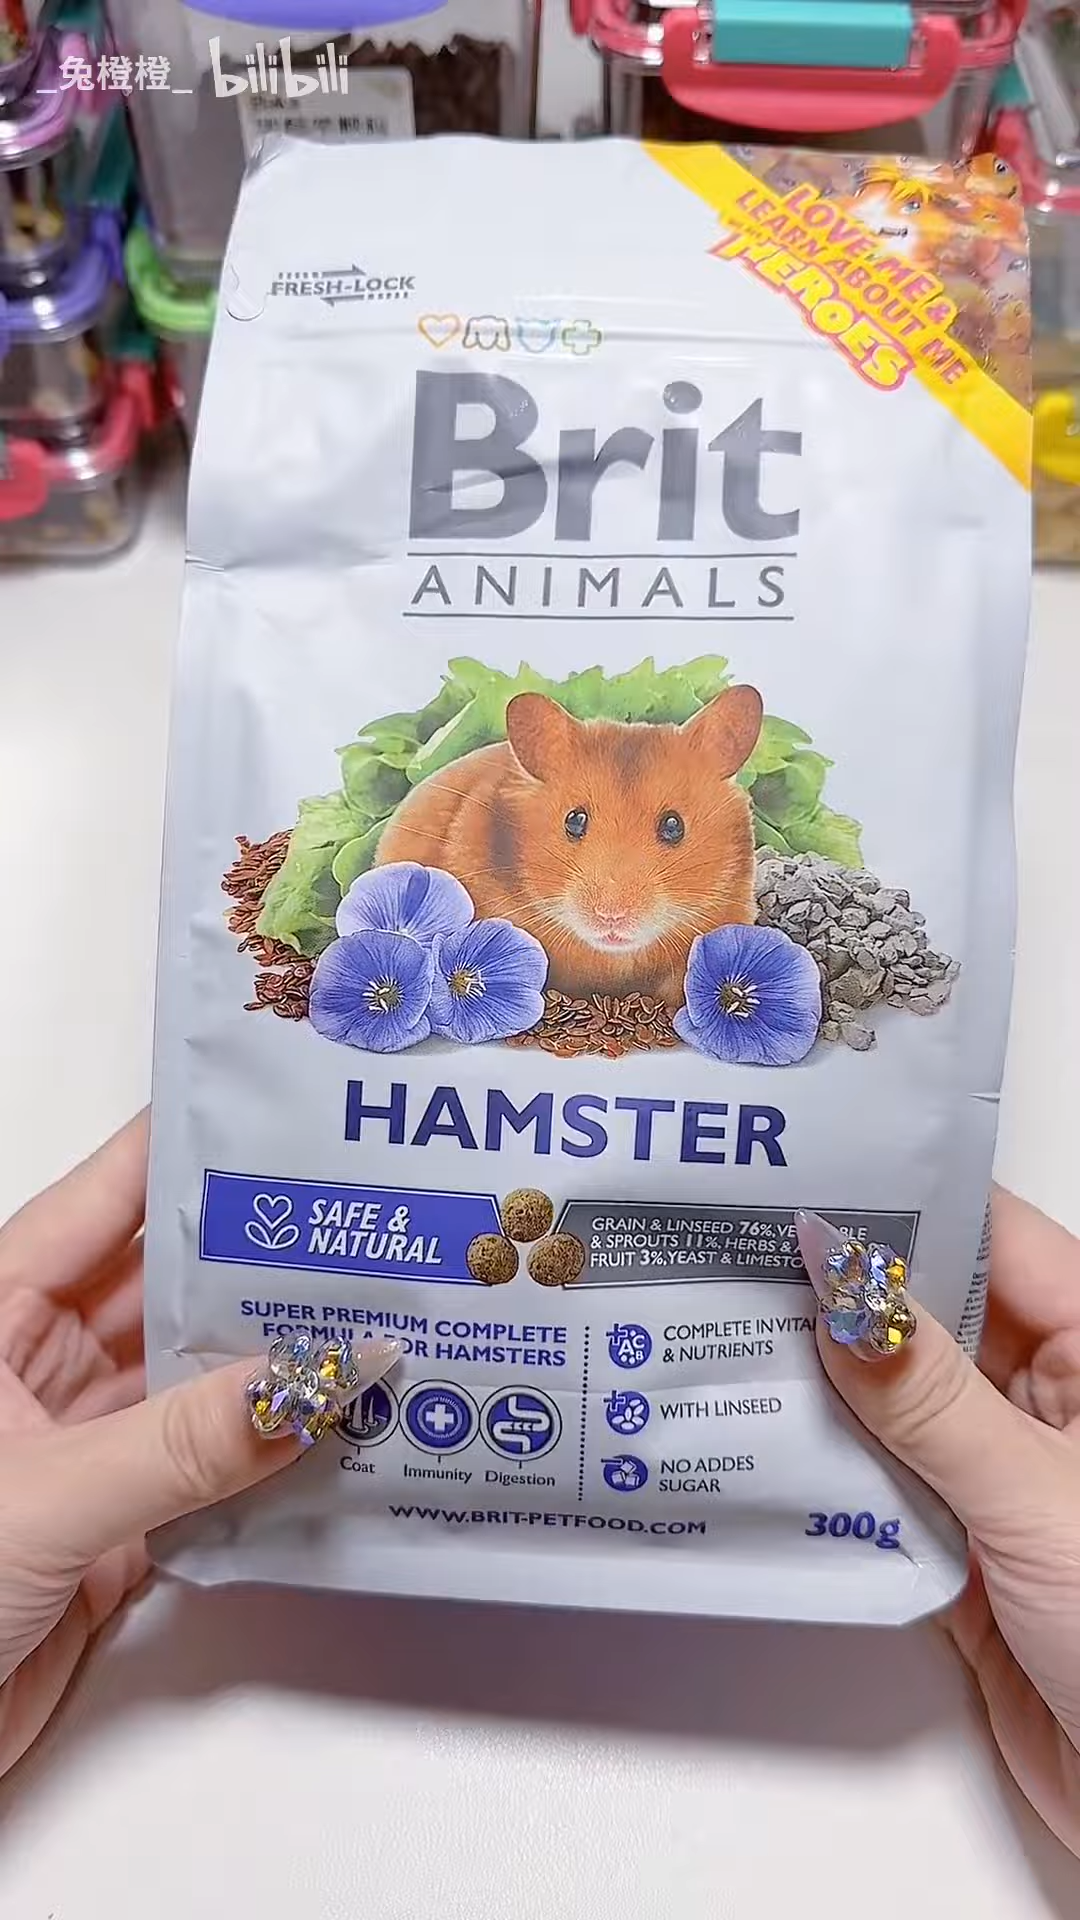 _兔橙橙_ bilibili
FRESH-LOCK
LOVE ME &
LEARN ABOUT ME
HEROES
Brit
ANIMALS
HAMSTER
SAFE &
NATURAL
GRAIN & LINSEED 76%,
& SPROUTS 11%, HERBS &
FRUIT 3%,YEAST &
SUPER PREMIUM COMPLETE
FORMULA FOR HAMSTERS
COMPLETE IN
& NUTRIENTS
WITH LINSEED
NO ADDES
SUGAR
Coat
Immunity
Digestion
WWW.BRIT-PETFOOD.COM
300g